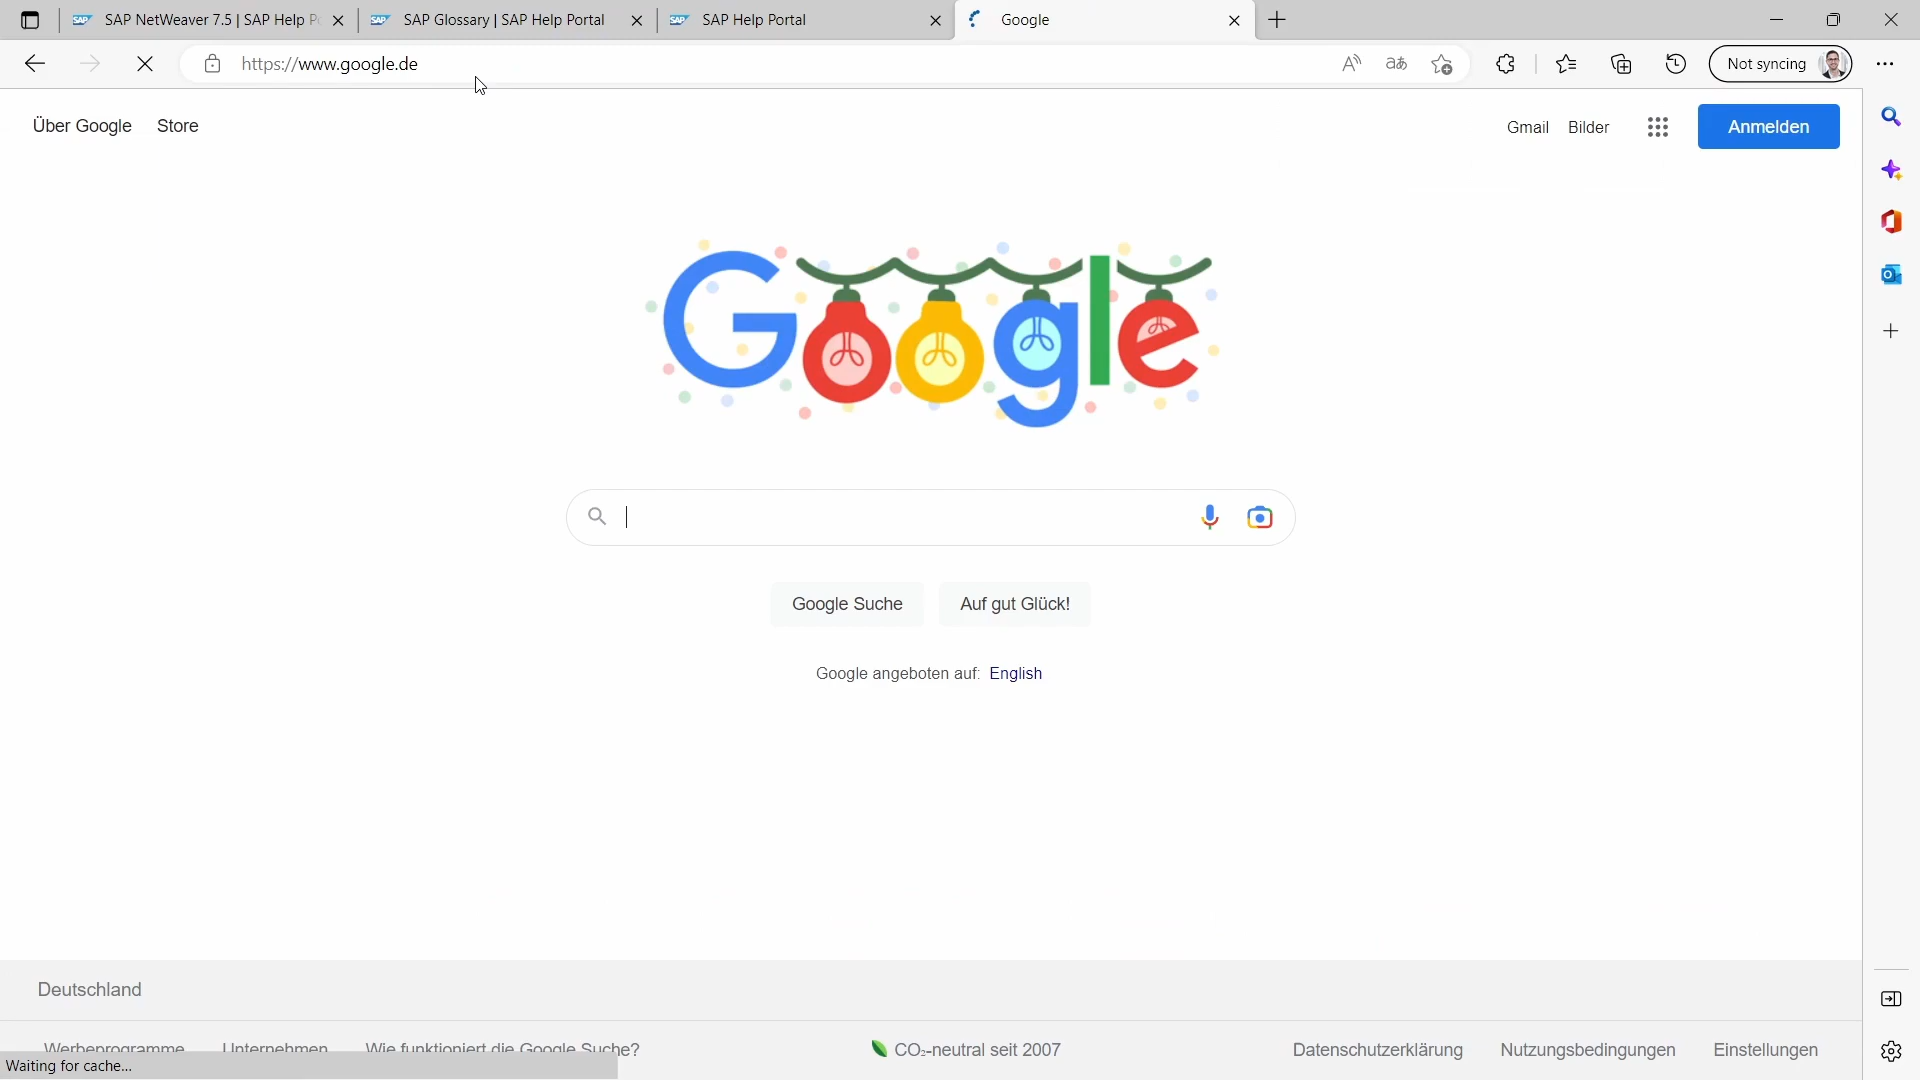 SAP NetWeaver 7.5 | SAP Help P
SAP Glossary | SAP Help Portal
SAP Help Portal
Google
https://www.google.de
Not syncing
Über Google
Store
Gmail
Bilder
Anmelden
Google
Google Suche
Auf gut Glück!
Google angeboten auf: English
Deutschland
Werbeprogramme
Unternehmen
Wie funktioniert die Google Suche?
CO₂-neutral seit 2007
Datenschutzerklärung
Nutzungsbedingungen
Einstellungen
Waiting for cache...